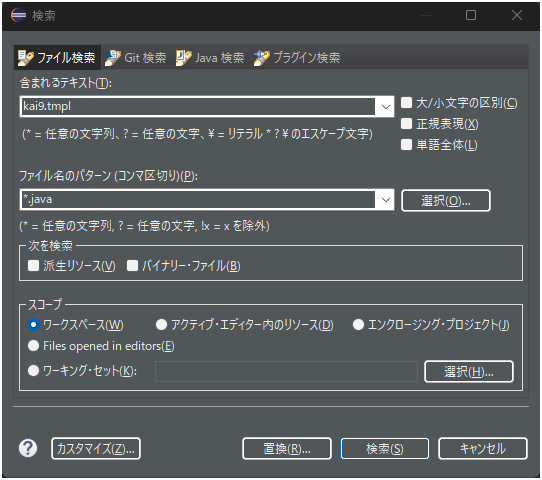 検索
ファイル検索 Git 検索 Java 検索 プラグイン検索
含まれるテキスト(T):
kai9.tmpl
大/小文字の区別(C)
正規表現(X)
(* = 任意の文字列、? = 任意の文字、¥ = リテラル * ? ¥ のエスケープ文字)
単語全体(L)
ファイル名のパターン (コンマ区切り)(P):
*.java 選択(O)...
(* = 任意の文字列, ? = 任意の文字, !x = x を除外)
次を検索
派生リソース(V) バイナリー・ファイル(B)
スコープ
ワークスペース(W) アクティブ・エディター内のリソース(D) エンクロージング・プロジェクト(J)
Files opened in editors(E)
ワーキング・セット(K): 選択(H)...
? カスタマイズ(Z)... 置換(R)... 検索(S) キャンセル